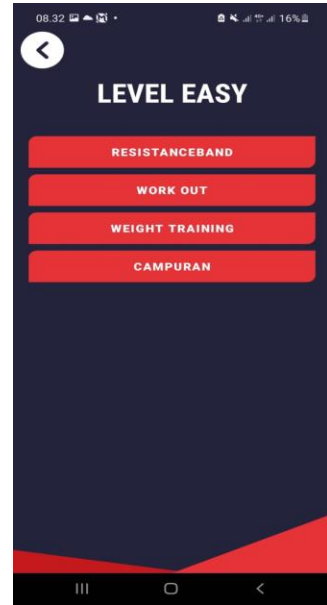 08.32
16%
LEVEL EASY
RESISTANCEBAND
WORK OUT
WEIGHT TRAINING
CAMPURAN